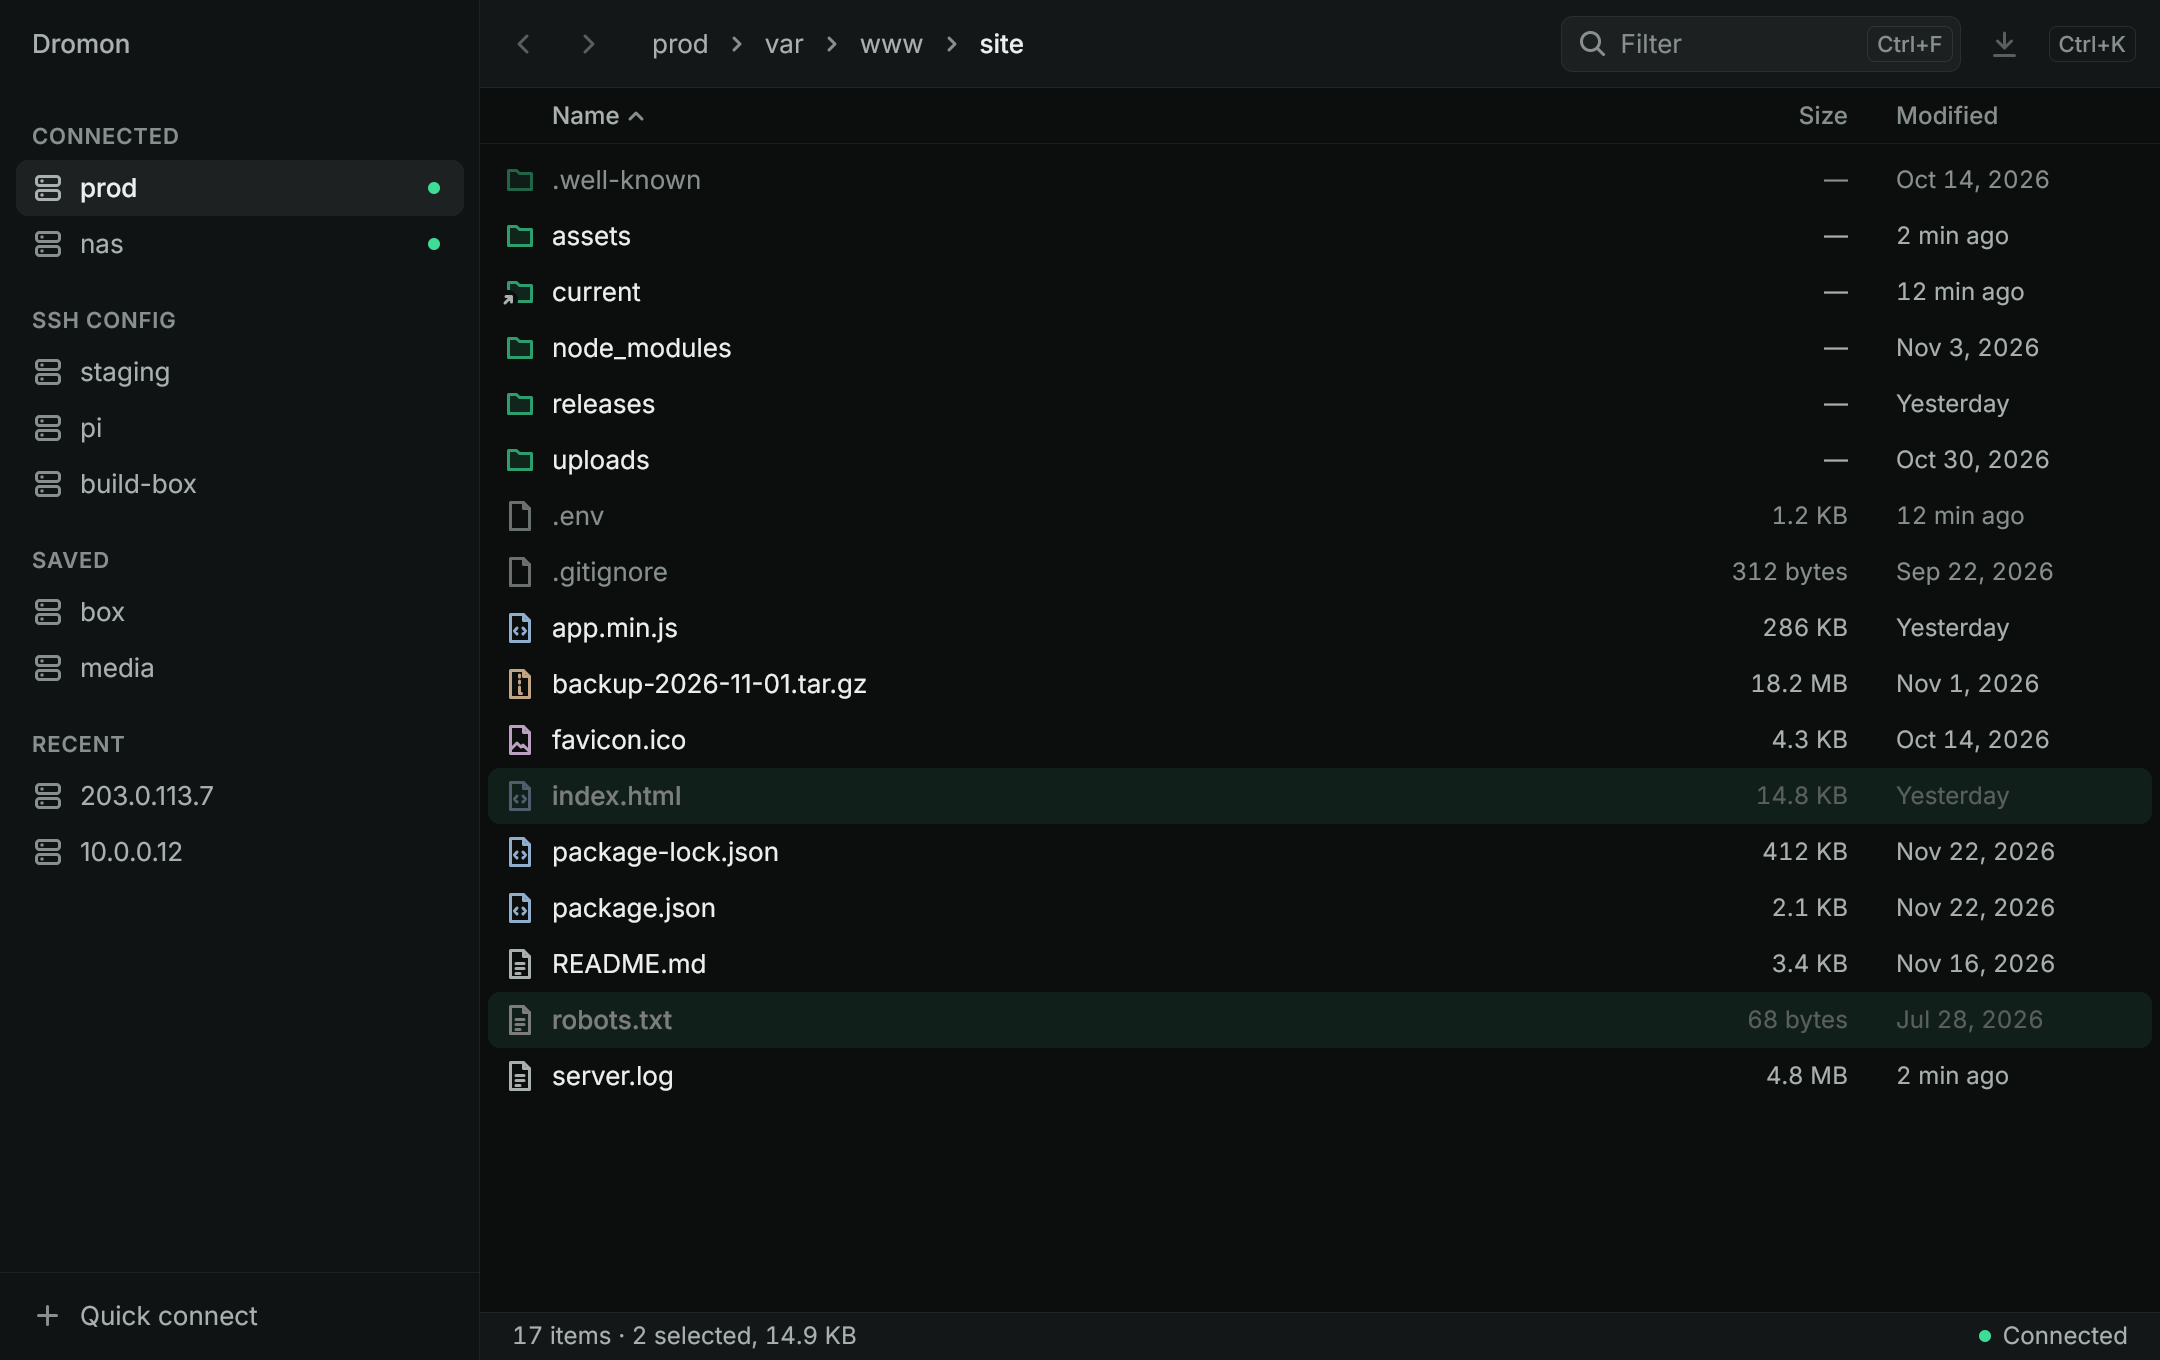 Dromon
CONNECTED
prod
nas
SSH CONFIG
staging
pi
build-box
SAVED
box
media
RECENT
203.0.113.7
10.0.0.12
Quick connect
prod > var > www > site
Filter Ctrl+F
Ctrl+K
Name Size Modified
.well-known — Oct 14, 2026
assets — 2 min ago
current — 12 min ago
node_modules — Nov 3, 2026
releases — Yesterday
uploads — Oct 30, 2026
.env 1.2 KB 12 min ago
.gitignore 312 bytes Sep 22, 2026
app.min.js 286 KB Yesterday
backup-2026-11-01.tar.gz 18.2 MB Nov 1, 2026
favicon.ico 4.3 KB Oct 14, 2026
index.html 14.8 KB Yesterday
package-lock.json 412 KB Nov 22, 2026
package.json 2.1 KB Nov 22, 2026
README.md 3.4 KB Nov 16, 2026
robots.txt 68 bytes Jul 28, 2026
server.log 4.8 MB 2 min ago
17 items · 2 selected, 14.9 KB
Connected